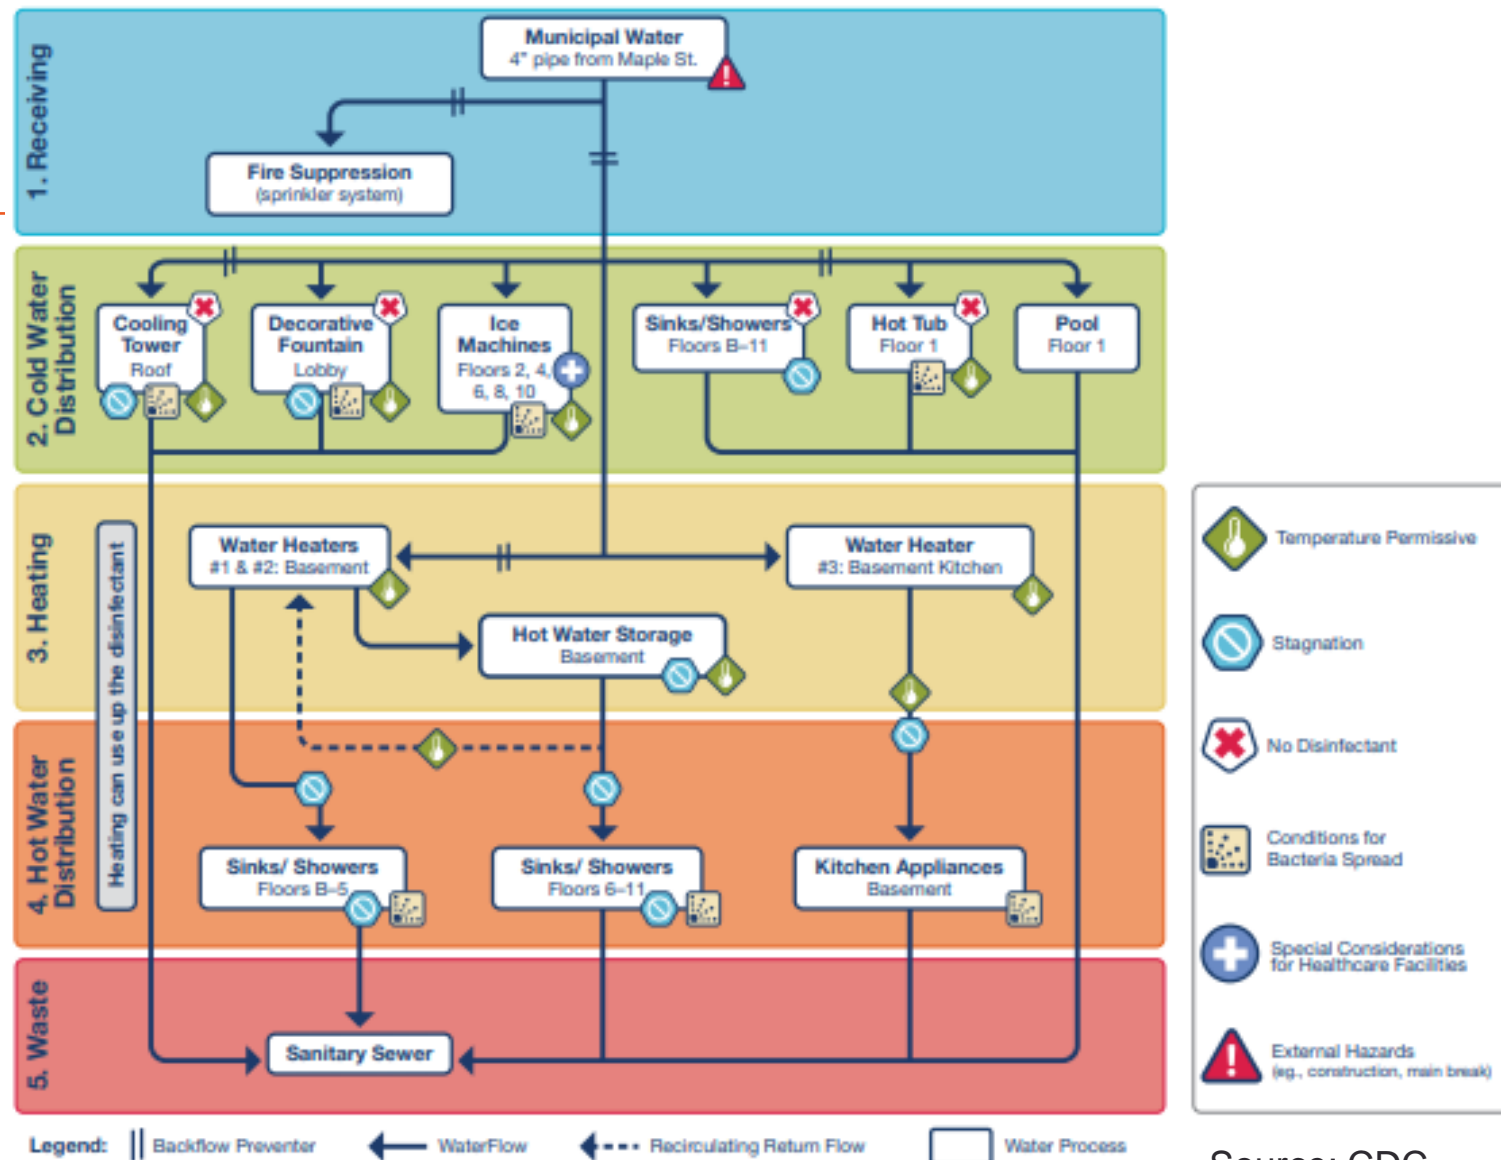 1. Receiving
Municipal Water
4" pipe from Maple St.
Fire Suppression
(sprinkler system)
2. Cold Water
Distribution
Cooling
Tower
Roof
Decorative
Fountain
Lobby
Ice
Machines
Floors 2, 4,
6, 8, 10
Sinks/Showers
Floors B–11
Hot Tub
Floor 1
Pool
Floor 1
3. Heating
Heating can use up the disinfectant
Water Heaters
#1 & #2: Basement
Water Heater
#3: Basement Kitchen
Hot Water Storage
Basement
4. Hot Water
Distribution
Sinks/ Showers
Floors B–5
Sinks/ Showers
Floors 6–11
Kitchen Appliances
Basement
5. Waste
Sanitary Sewer
Temperature Permissive
Stagnation
No Disinfectant
Conditions for
Bacteria Spread
Special Considerations
for Healthcare Facilities
External Hazards
(eg., construction, main break)
Legend:
Backflow Preventer
WaterFlow
Recirculating Return Flow
Water Process
Source: CDC